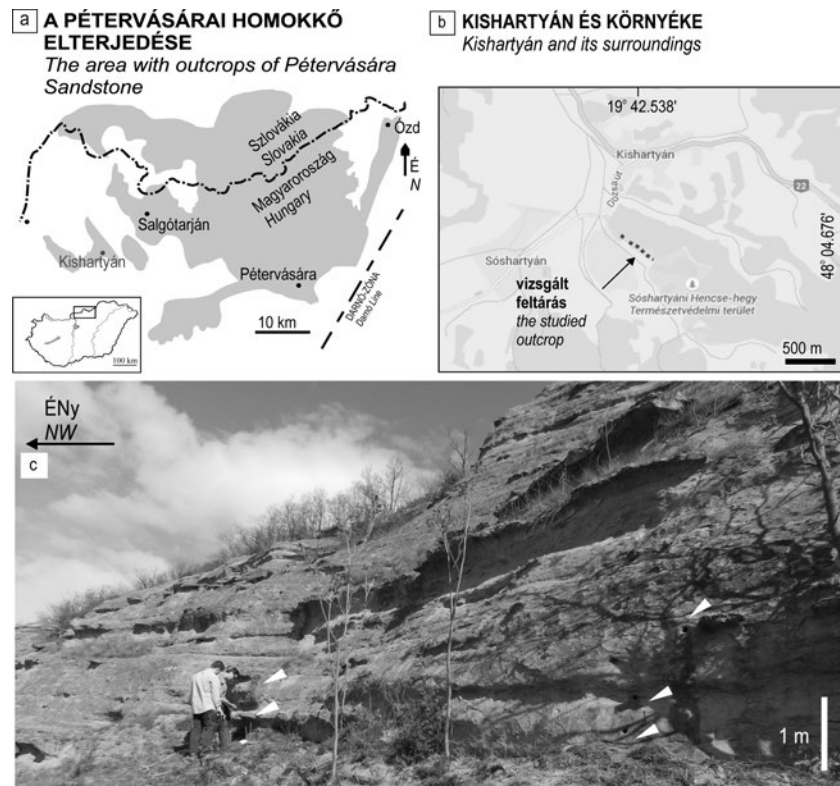 a A PÉTERVÁSÁRAI HOMOKKŐ
ELTERJEDÉSE
The area with outcrops of Pétervására
Sandstone
Szlovákia
Slovakia
Magyaroroszág
Hungary
Ózd
É
N
Salgótarján
Kishartyán
Pétervására
DARNÓ-ZÓNA
Darnó Line
10 km
100 km
b KISHARTYÁN ÉS KÖRNYÉKE
Kishartyán and its surroundings
19° 42.538'
Kishartyán
Dózsa út
22
48° 04.676'
Sóshartyán
vizsgált
feltárás
the studied
outcrop
Sóshartyáni Hencse-hegy
Természetvédelmi terület
500 m
ÉNy
NW
c
1 m